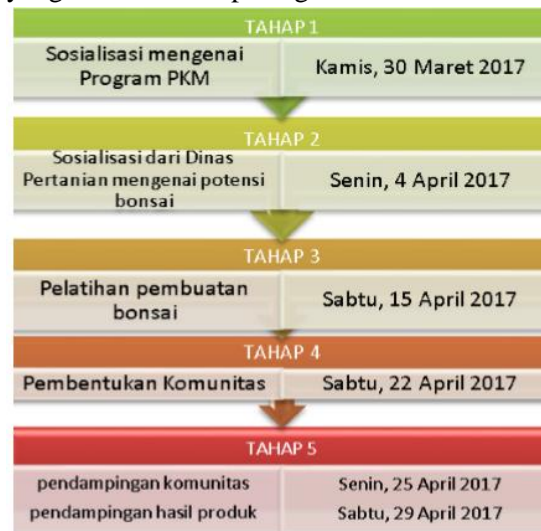 TAHAP 1
Sosialisasi mengenai
Program PKM
Kamis, 30 Maret 2017
TAHAP 2
Sosialisasi dari Dinas
Pertanian mengenai potensi
bonsai
Senin, 4 April 2017
TAHAP 3
Pelatihan pembuatan
bonsai
Sabtu, 15 April 2017
TAHAP 4
Pembentukan Komunitas
Sabtu, 22 April 2017
TAHAP 5
pendampingan komunitas
Senin, 25 April 2017
pendampingan hasil produk
Sabtu, 29 April 2017